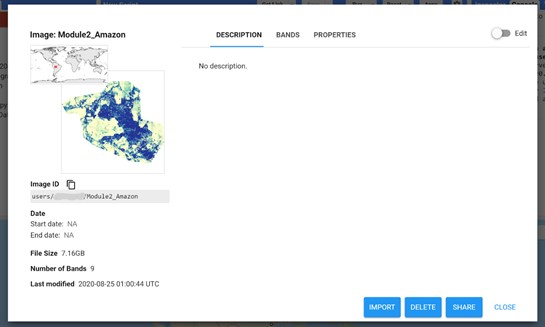 Image: Module2_Amazon
DESCRIPTION BANDS PROPERTIES
Edit
No description.
Image ID
users/ /Module2_Amazon
Date
Start date: NA
End date: NA
File Size 7.16GB
Number of Bands 9
Last modified 2020-08-25 01:00:44 UTC
IMPORT DELETE SHARE CLOSE